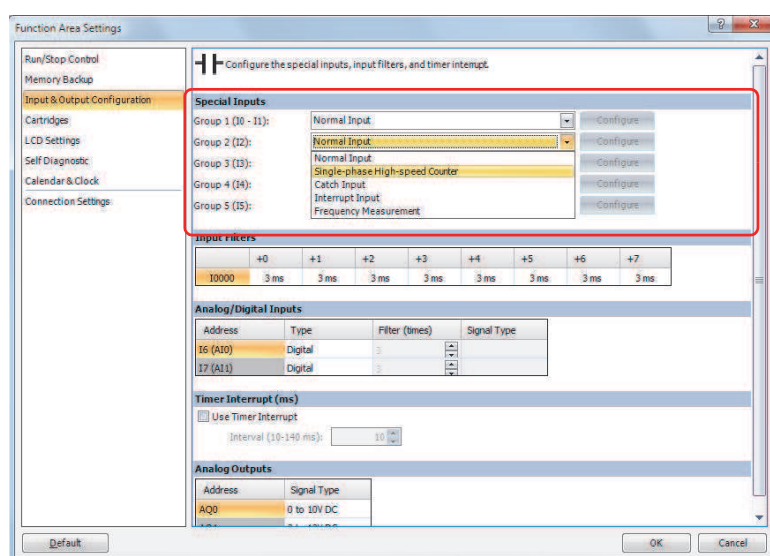 Function Area Settings
Run/Stop Control
Memory Backup
Input & Output Configuration
Cartridges
LCD Settings
Self Diagnostic
Calendar & Clock
Connection Settings
Configure the special inputs, input filters, and timer interrupt.
Special Inputs
Group 1 (I0 - I1): Normal Input Configure
Group 2 (I2): Normal Input Configure
Normal Input
Group 3 (I3): Single-phase High-speed Counter Configure
Group 4 (I4): Catch Input Configure
Interrupt Input
Group 5 (I5): Frequency Measurement Configure
Input Filters
+0 +1 +2 +3 +4 +5 +6 +7
I0000 3 ms 3 ms 3 ms 3 ms 3 ms 3 ms 3 ms 3 ms
Analog/Digital Inputs
Address Type Filter (times) Signal Type
I6 (AI0) Digital 3
I7 (AI1) Digital 3
Timer Interrupt (ms)
Use Timer Interrupt
Interval (10-140 ms): 10
Analog Outputs
Address Signal Type
AQ0 0 to 10V DC
Default OK Cancel